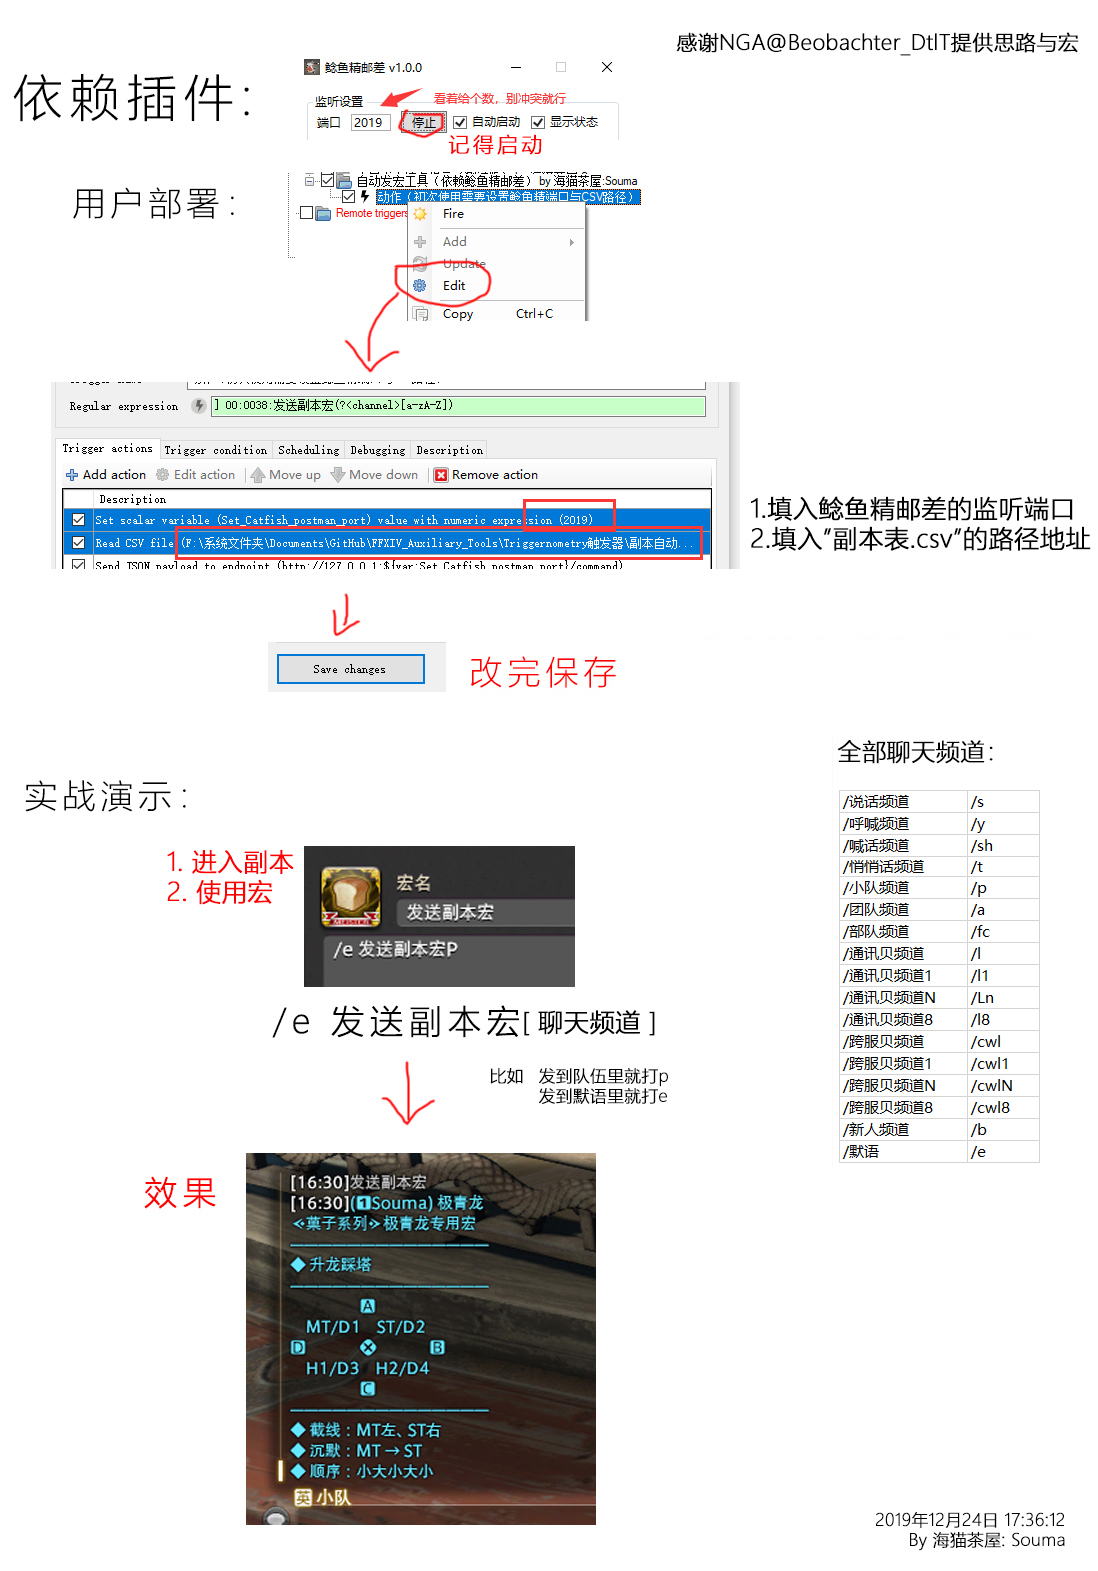 感谢NGA@Beobachter_DtlT提供思路与宏
鲶鱼精邮差 v1.0.0
依赖插件：
监听设置
看着给个数，别冲突就行
端口 2019 停止 自动启动 显示状态
记得启动
用户部署：
自动发宏工具（依赖鲶鱼精邮差）by 海猫茶屋:Souma
动作（初次使用需要设置鲶鱼精端口与CSV路径）
Remote triggers
Fire
Add
Update
Edit
Copy Ctrl+C
Regular expression ] 00:0038:发送副本宏(?<channel>[a-zA-Z])
Trigger actions Trigger condition Scheduling Debugging Description
Add action Edit action Move up Move down Remove action
Description
Set scalar variable (Set_Catfish_postman_port) value with numeric expression (2019)
Read CSV file (F:\系统文件夹\Documents\GitHub\FFXIV_Auxiliary_Tools\Triggernometry触发器\副本自动...
Send JSON payload to endpoint (http://127.0.0.1:${var:Set_Catfish_postman_port}/command)
1.填入鲶鱼精邮差的监听端口
2.填入"副本表.csv"的路径地址
Save changes
改完保存
全部聊天频道：
/说话频道 /s
/呼喊频道 /y
/喊话频道 /sh
/悄悄话频道 /t
/小队频道 /p
/团队频道 /a
/部队频道 /fc
/通讯贝频道 /l
/通讯贝频道1 /l1
/通讯贝频道N /Ln
/通讯贝频道8 /l8
/跨服贝频道 /cwl
/跨服贝频道1 /cwl1
/跨服贝频道N /cwlN
/跨服贝频道8 /cwl8
/新人频道 /b
/默语 /e
实战演示：
1. 进入副本
2. 使用宏
宏名
发送副本宏
/e 发送副本宏P
/e 发送副本宏[ 聊天频道 ]
比如 发到队伍里就打p
发到默语里就打e
效果
[16:30]发送副本宏
[16:30](1Souma) 极青龙
≪菓子系列≫极青龙专用宏
◆ 升龙踩塔
A
MT/D1 ST/D2
D B
H1/D3 H2/D4
C
◆ 截线：MT左、ST右
◆ 沉默：MT→ST
◆ 顺序：小大小大小
英 小队
2019年12月24日 17:36:12
By 海猫茶屋: Souma